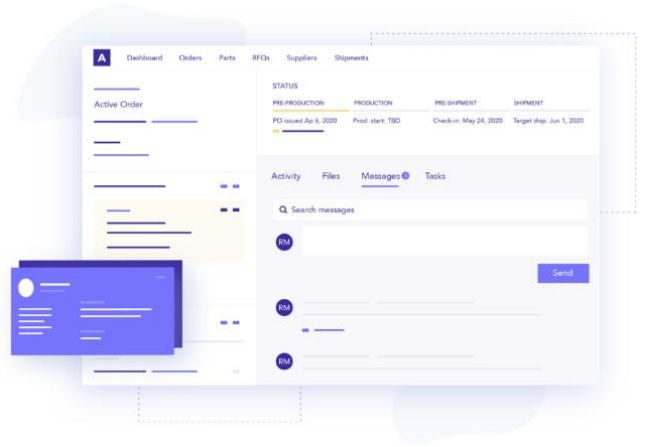 A Dashboard Orders Parts RFQs Suppliers Shipments
Active Order
STATUS
PRE-PRODUCTION PRODUCTION PRE-SHIPMENT SHIPMENT
PO issued Ap 6, 2020 Prod. start: TBD Check-in: May 24, 2020 Target ship: Jun 1, 2020
Activity Files Messages Tasks
Search messages
RM
Send
RM
RM